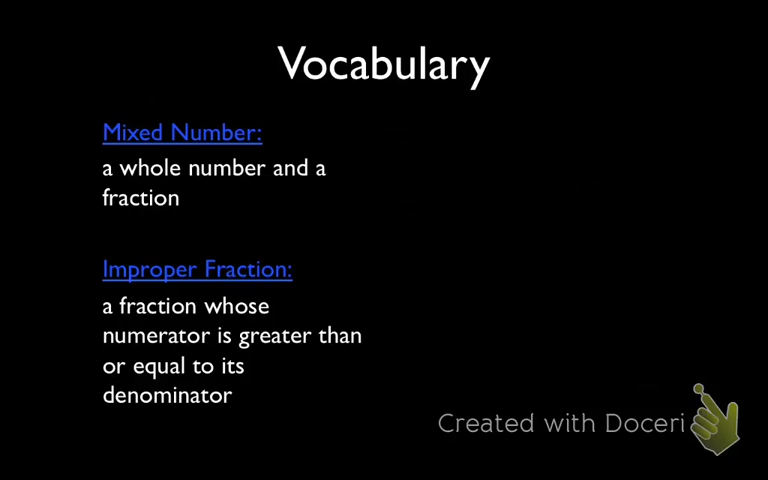 Vocabulary
Mixed Number:
a whole number and a
fraction
Improper Fraction:
a fraction whose
numerator is greater than
or equal to its
denominator
Created with Doceri